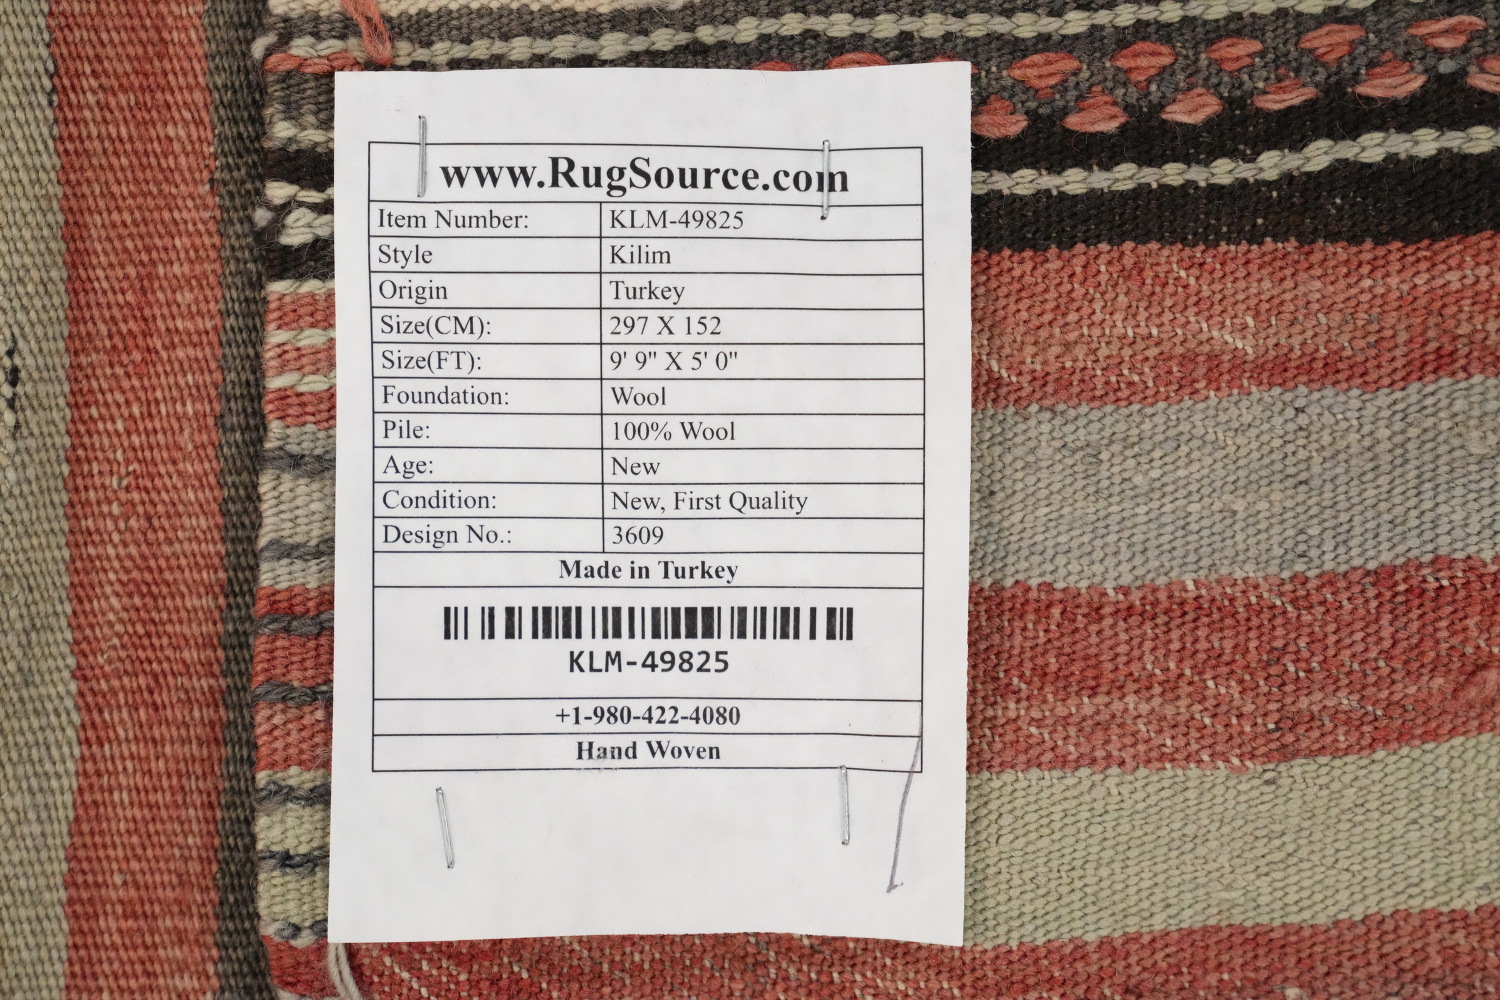 www.RugSource.com
Item Number: KLM-49825
Style Kilim
Origin Turkey
Size(CM): 297 X 152
Size(FT): 9' 9" X 5' 0"
Foundation: Wool
Pile: 100% Wool
Age: New
Condition: New, First Quality
Design No.: 3609
Made in Turkey
KLM-49825
+1-980-422-4080
Hand Woven